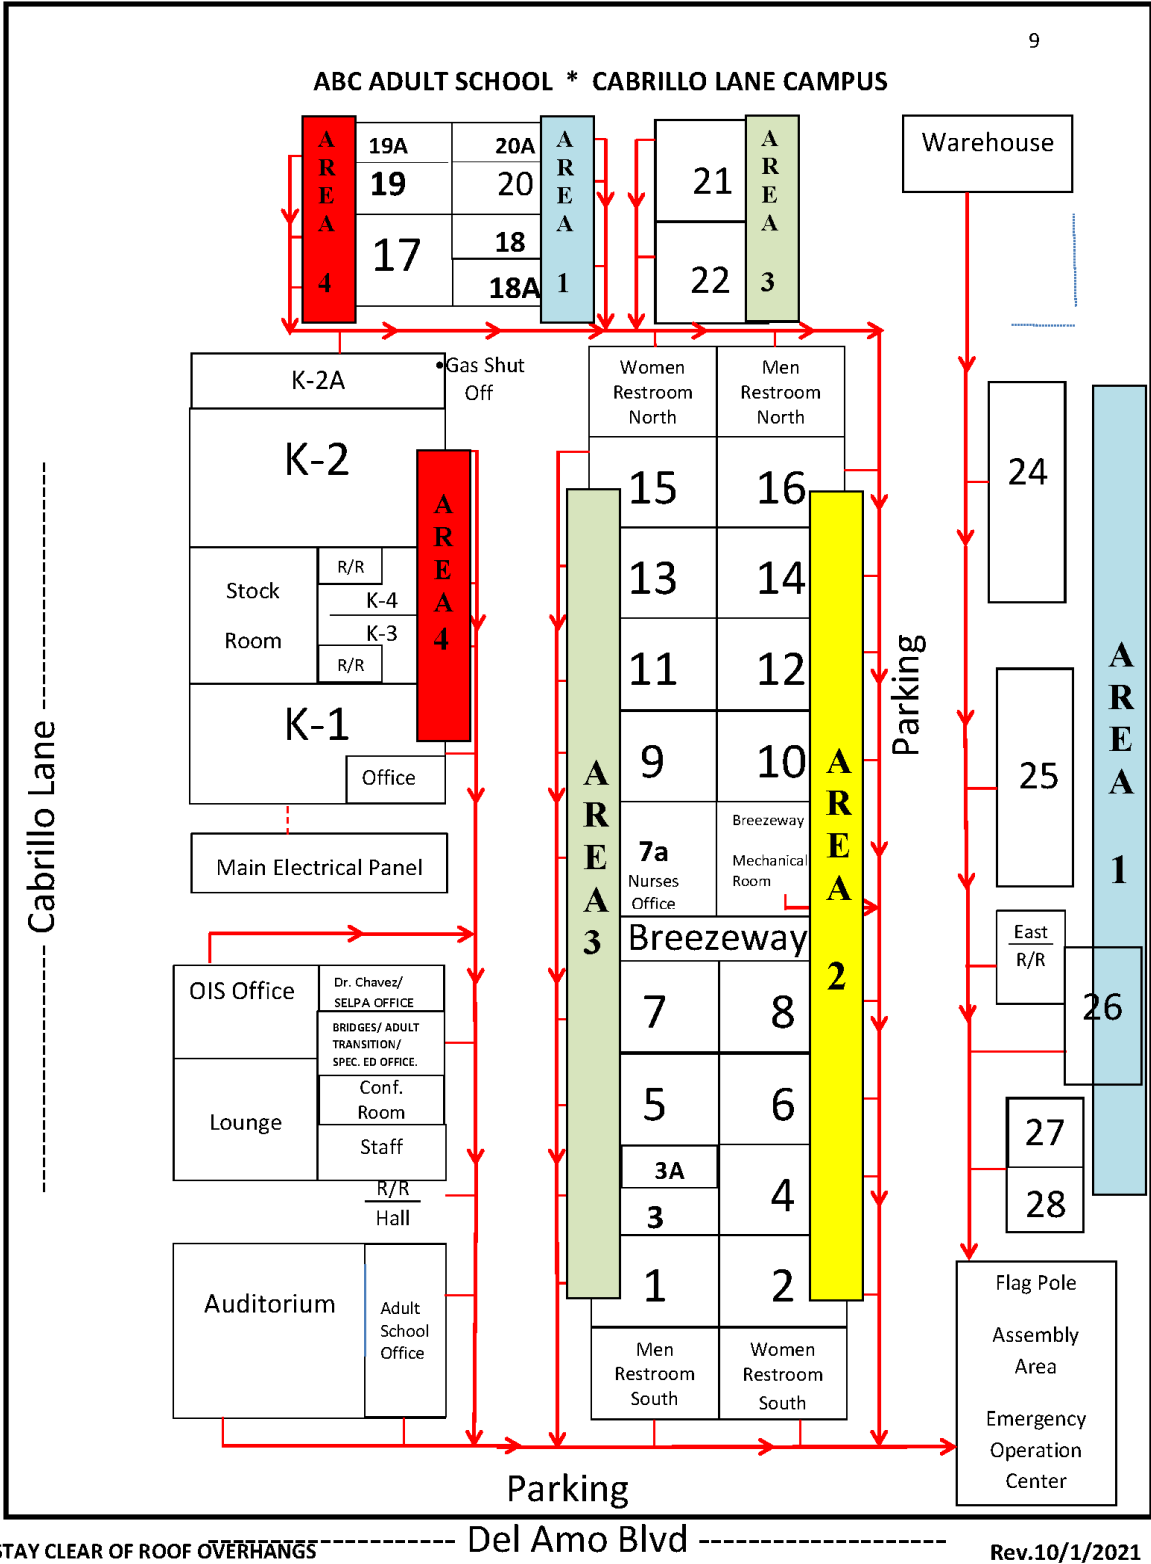 9
ABC ADULT SCHOOL * CABRILLO LANE CAMPUS
AREA 4
19A
20A
19
20
17
18
18A
AREA 1
21
22
AREA 3
Warehouse
K-2A
•Gas Shut
Off
K-2
Stock
Room
R/R
K-4
K-3
R/R
AREA 4
K-1
Office
Main Electrical Panel
Cabrillo Lane
OIS Office
Dr. Chavez/
SELPA OFFICE
BRIDGES/ ADULT
TRANSITION/
SPEC. ED OFFICE.
Lounge
Conf.
Room
Staff
R/R
Hall
Auditorium
Adult
School
Office
Women
Restroom
North
Men
Restroom
North
15
16
13
14
11
12
9
10
7a
Nurses
Office
Breezeway
Mechanical
Room
Breezeway
7
8
5
6
3A
3
4
1
2
Men
Restroom
South
Women
Restroom
South
AREA 3
AREA 2
Parking
24
25
East
R/R
26
27
28
AREA 1
Flag Pole
Assembly
Area
Emergency
Operation
Center
Parking
Del Amo Blvd
STAY CLEAR OF ROOF OVERHANGS
Rev.10/1/2021